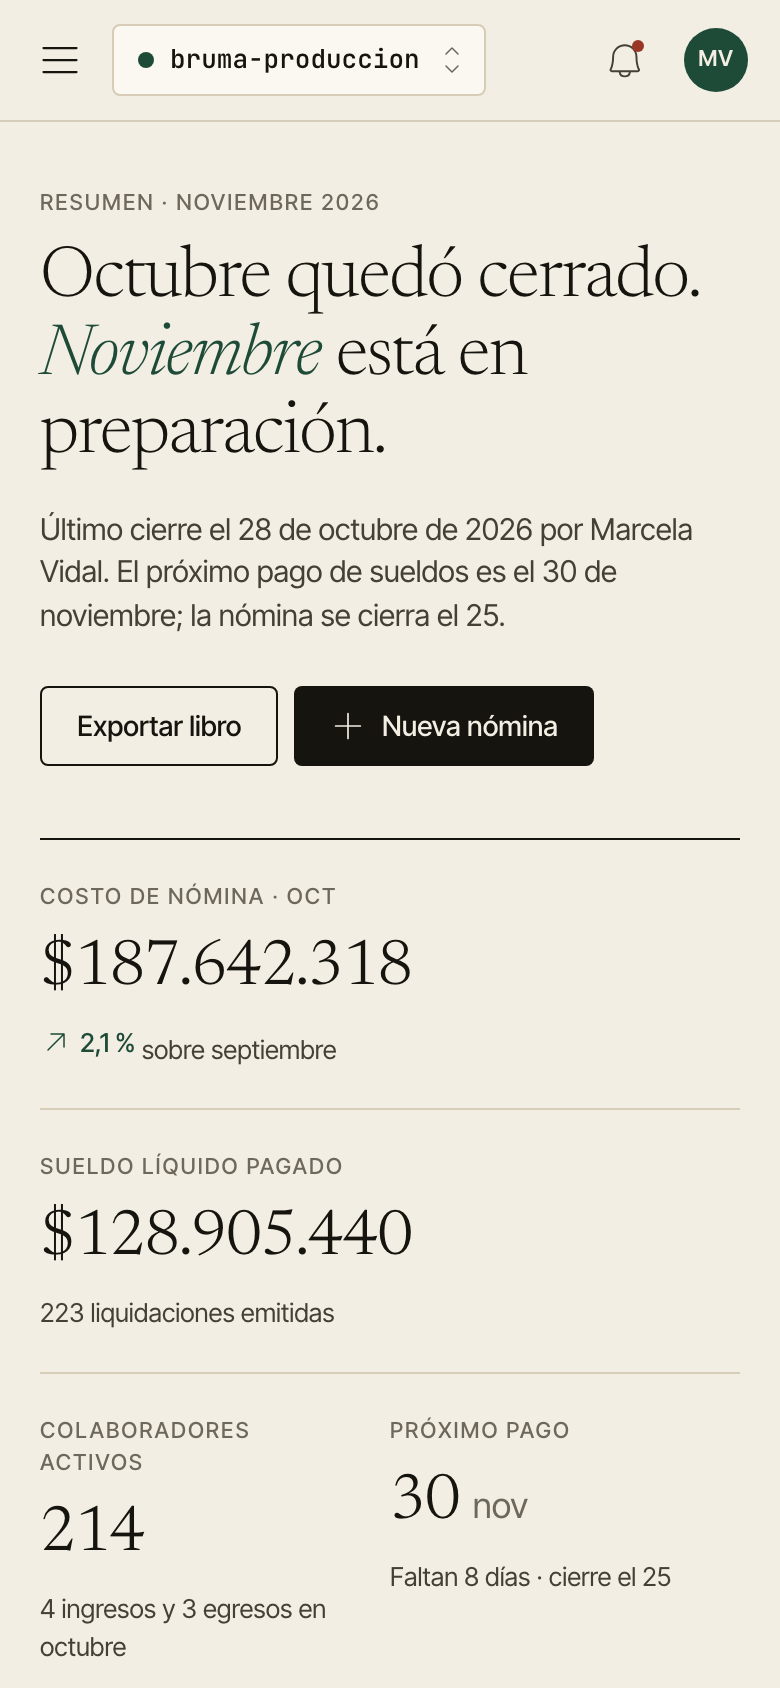 bruma-produccion
MV
RESUMEN · NOVIEMBRE 2026
Octubre quedó cerrado.
Noviembre está en
preparación.
Último cierre el 28 de octubre de 2026 por Marcela
Vidal. El próximo pago de sueldos es el 30 de
noviembre; la nómina se cierra el 25.
Exportar libro
Nueva nómina
COSTO DE NÓMINA · OCT
$187.642.318
2,1 % sobre septiembre
SUELDO LÍQUIDO PAGADO
$128.905.440
223 liquidaciones emitidas
COLABORADORES
ACTIVOS
214
4 ingresos y 3 egresos en
octubre
PRÓXIMO PAGO
30 nov
Faltan 8 días · cierre el 25